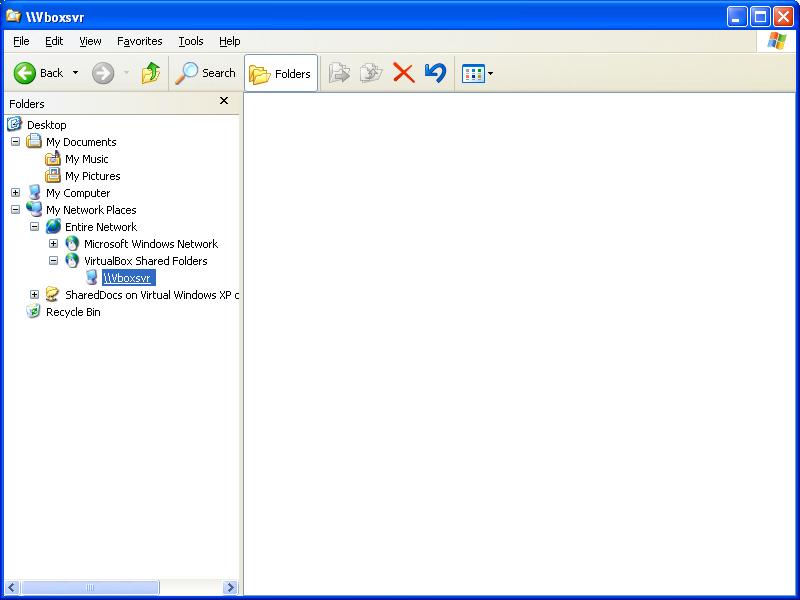 \\Vboxsvr
File Edit View Favorites Tools Help
Back Search Folders
Folders
Desktop
My Documents
My Music
My Pictures
My Computer
My Network Places
Entire Network
Microsoft Windows Network
VirtualBox Shared Folders
\\Vboxsvr
SharedDocs on Virtual Windows XP c
Recycle Bin